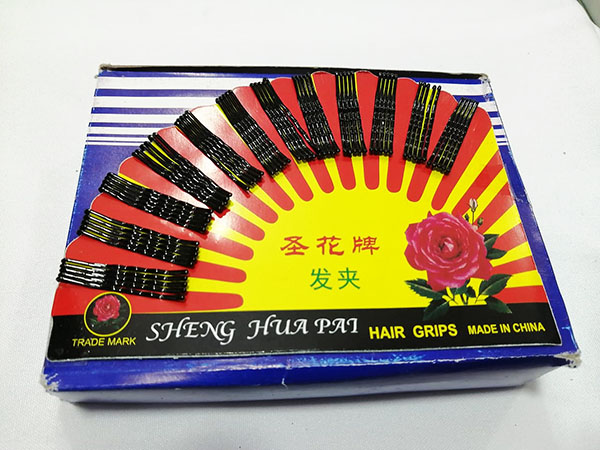 圣花牌
发夹
TRADE MARK
SHENG HUA PAI
HAIR GRIPS
MADE IN CHINA